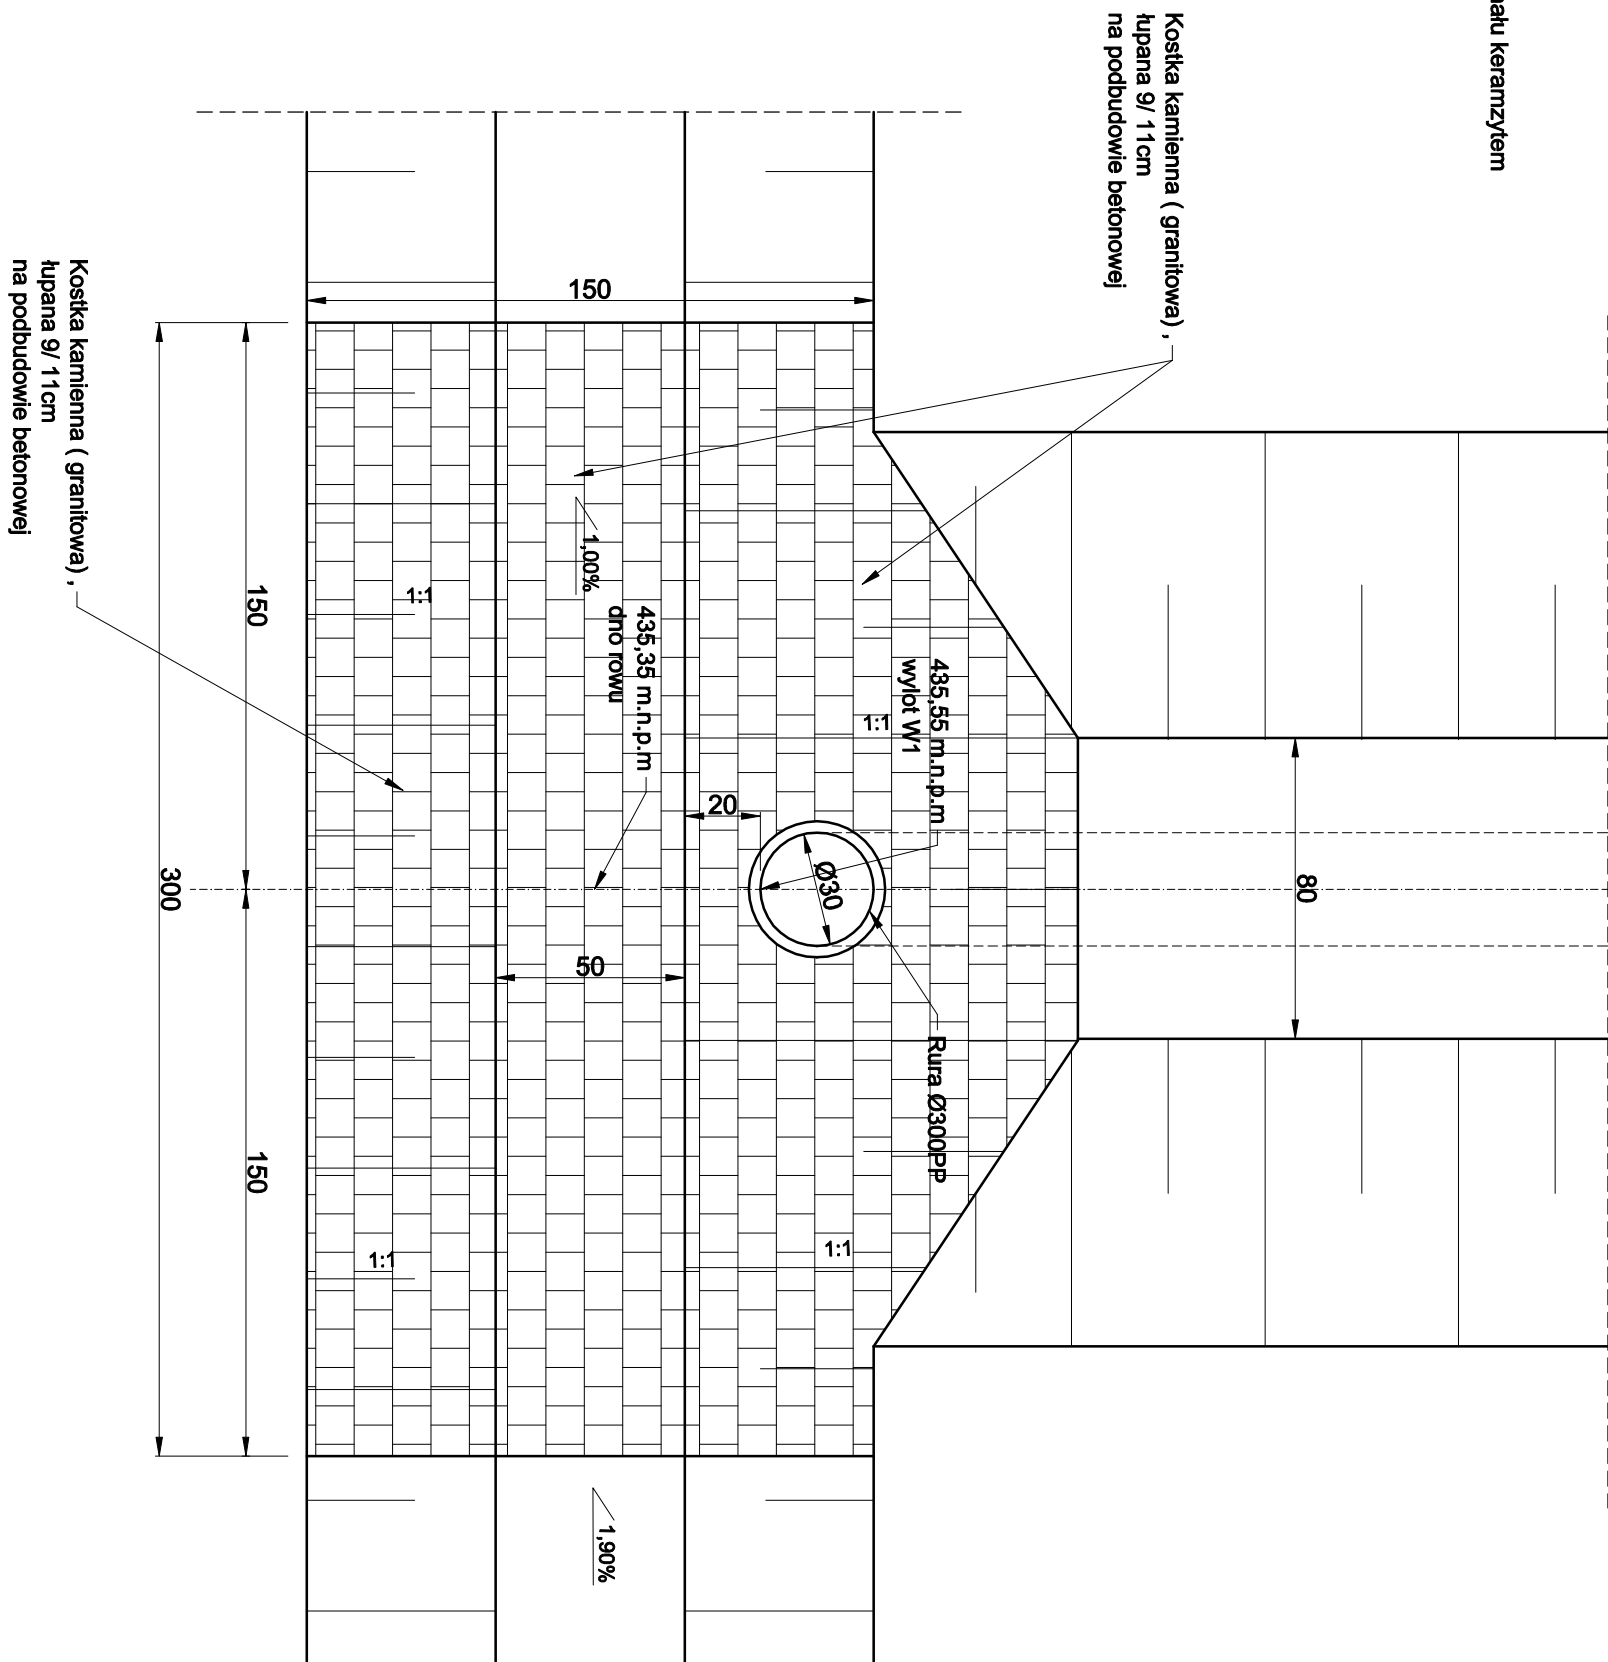 keramzytem
Kostka kamienna ( granitowa) ,
łupana 9/ 11cm
na podbudowie betonowej
150
1,00%
435,35 m.n.p.m
dno rowu
435,55 m.n.p.m
wylot W1
1:1
1:1
20
Ø30
80
50
Rura Ø300PP
1:1
1:1
150
300
150
1,90%
Kostka kamienna ( granitowa) ,
łupana 9/ 11cm
na podbudowie betonowej